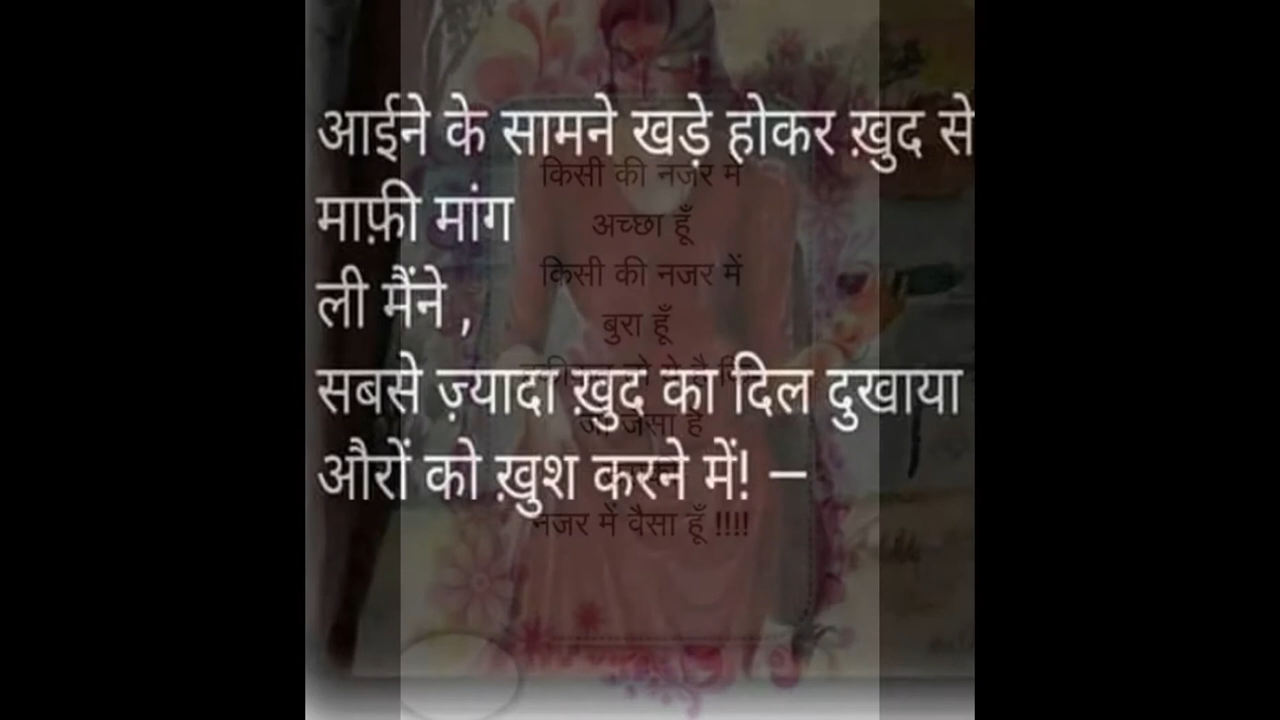 आईने के सामने खड़े होकर ख़ुद से
माफ़ी मांग
ली मैंने ,
सबसे ज़्यादा ख़ुद का दिल दुखाया
औरों को ख़ुश करने में! –
किसी की नजर में
अच्छा हूँ
किसी की नजर में
बुरा हूँ
जो जैसा है
नजर में वैसा हूँ !!!!